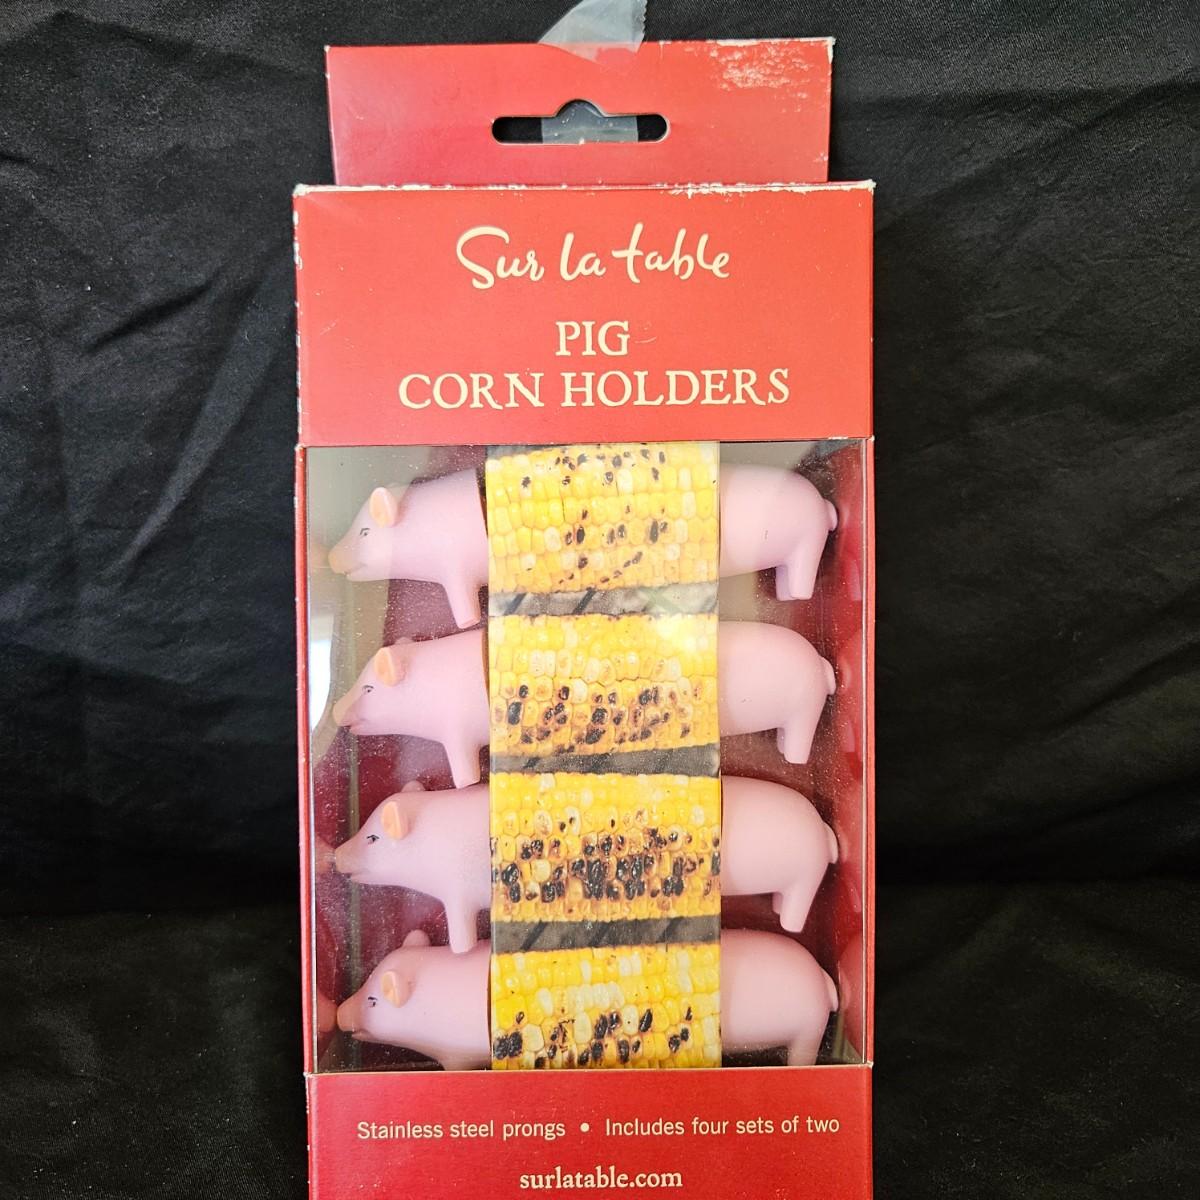 Sur la table
PIG
CORN HOLDERS
Stainless steel prongs • Includes four sets of two
surlatable.com